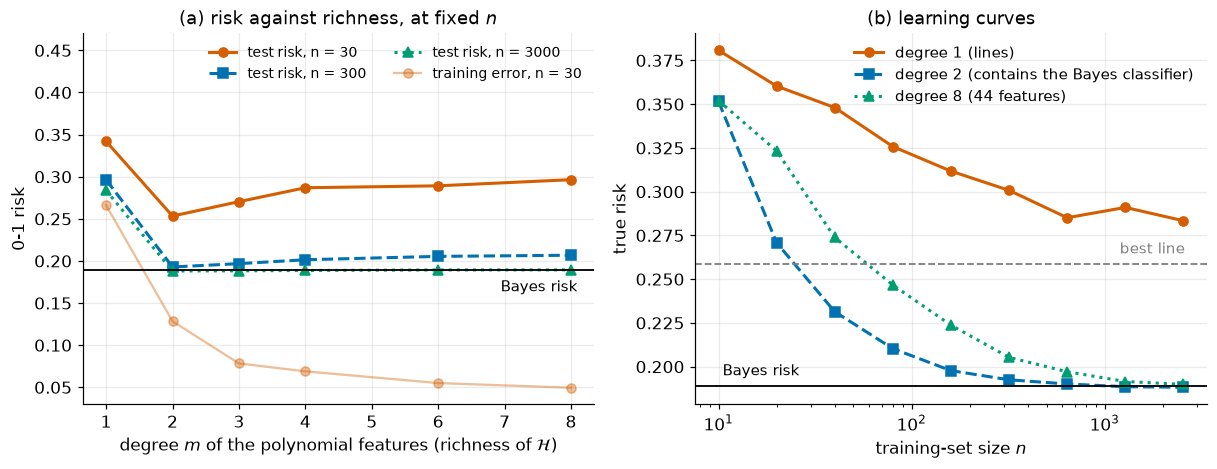 (a) risk against richness, at fixed n
test risk, n = 30
test risk, n = 300
test risk, n = 3000
training error, n = 30
0.45
0.40
0.35
0.30
0.25
0.20
0.15
0.10
0.05
0-1 risk
Bayes risk
1 2 3 4 5 6 7 8
degree m of the polynomial features (richness of ℋ)
(b) learning curves
degree 1 (lines)
degree 2 (contains the Bayes classifier)
degree 8 (44 features)
0.375
0.350
0.325
0.300
0.275
0.250
0.225
0.200
true risk
best line
Bayes risk
10¹ 10² 10³
training-set size n